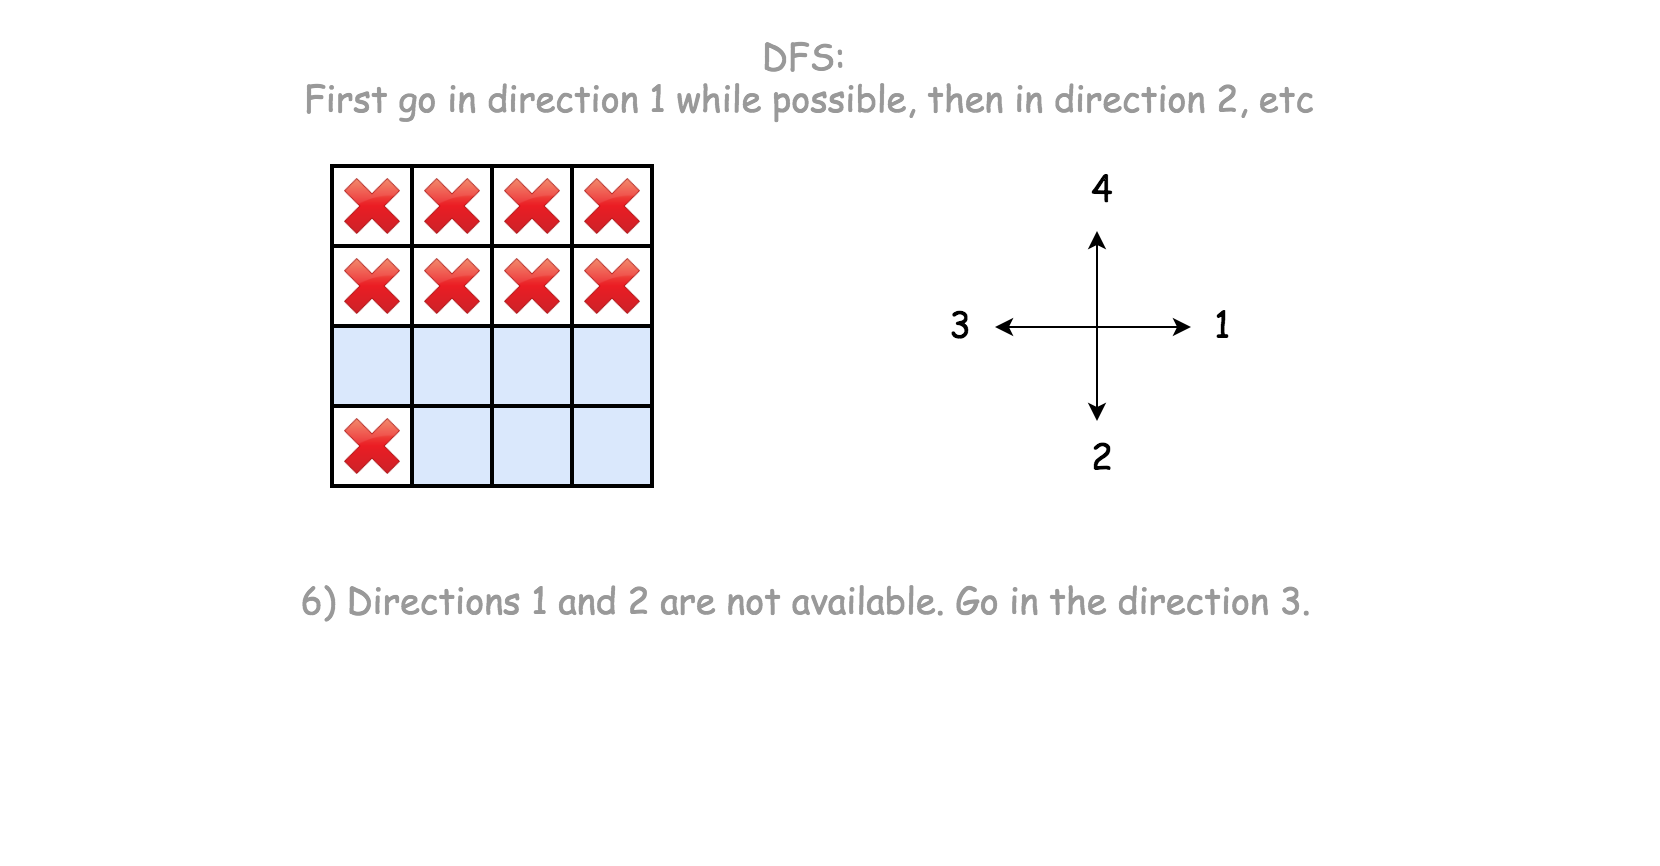 DFS:
First go in direction 1 while possible, then in direction 2, etc
4
3
1
2
6) Directions 1 and 2 are not available. Go in the direction 3.